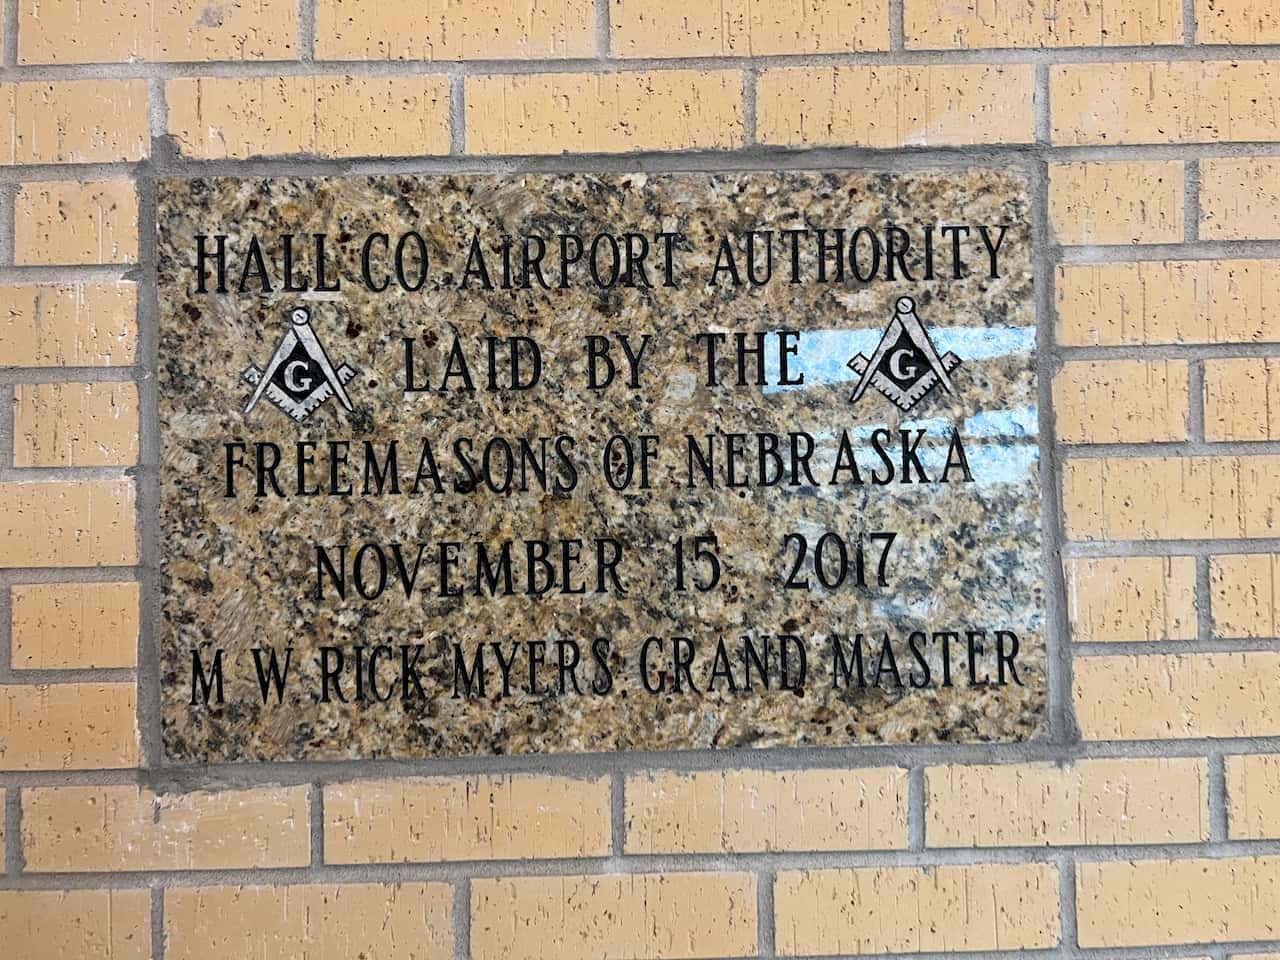 HALL CO AIRPORT AUTHORITY
G LAID BY THE G
FREEMASONS OF NEBRASKA
NOVEMBER 15 2017
M W RICK MYERS GRAND MASTER